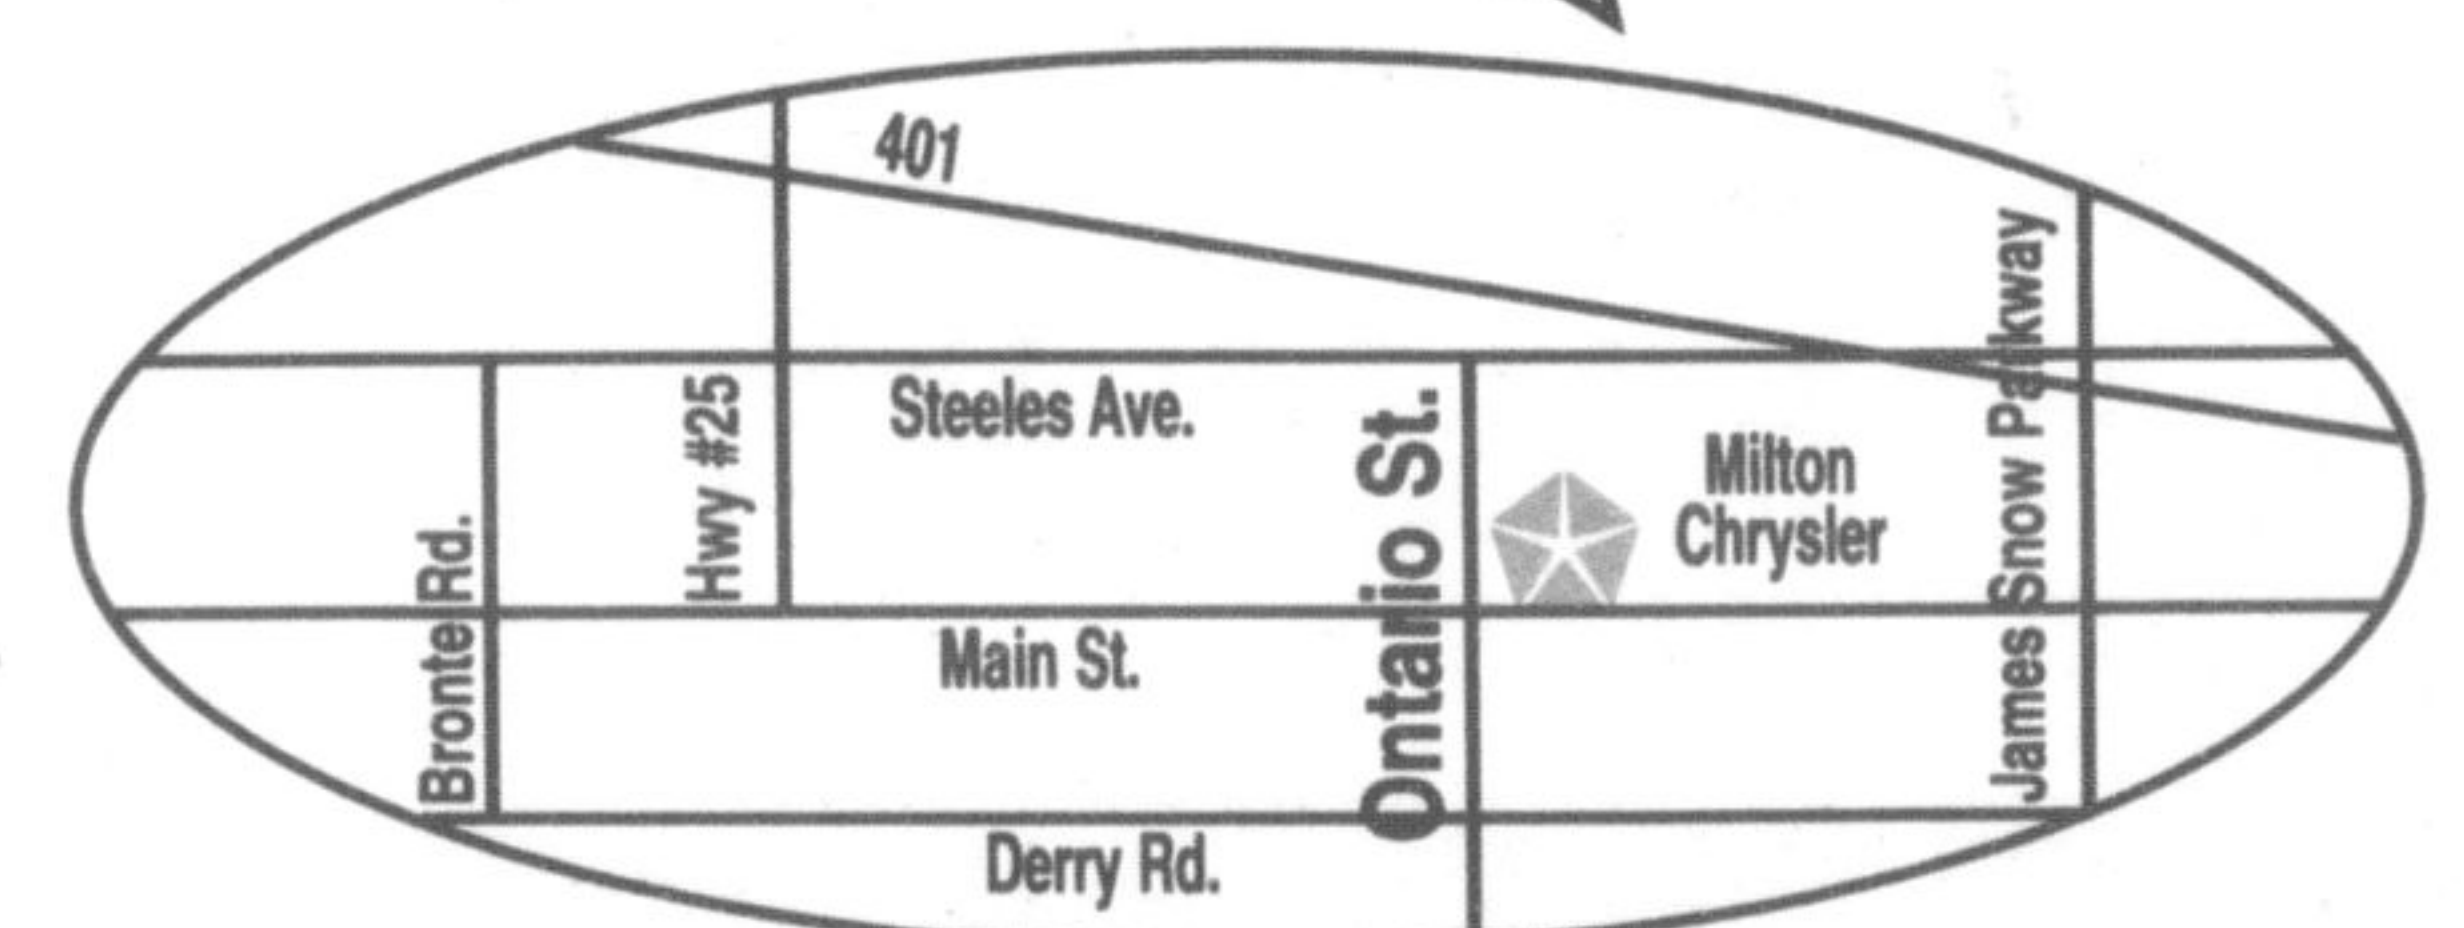 401
Steeles Ave.
Hwy #25
Ontario St.
Milton
Chrysler
James Snow Parkway
Bronte Rd.
Main St.
Derry Rd.